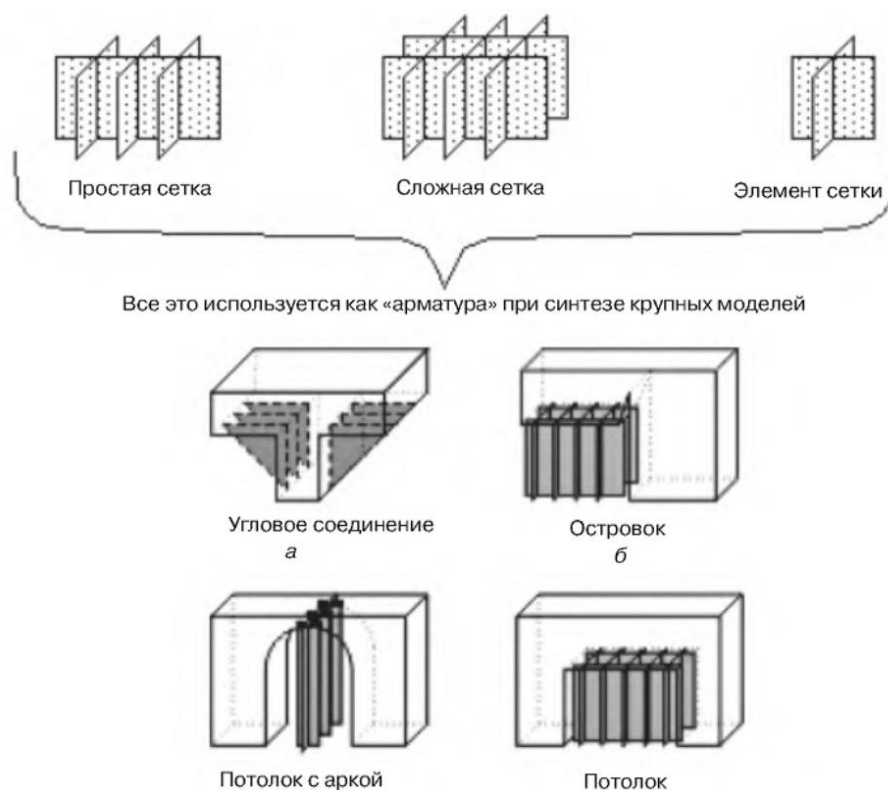 Простая сетка
Сложная сетка
Элемент сетки
Все это используется как «арматура» при синтезе крупных моделей
Угловое соединение
а
Островок
б
Потолок с аркой
Потолок